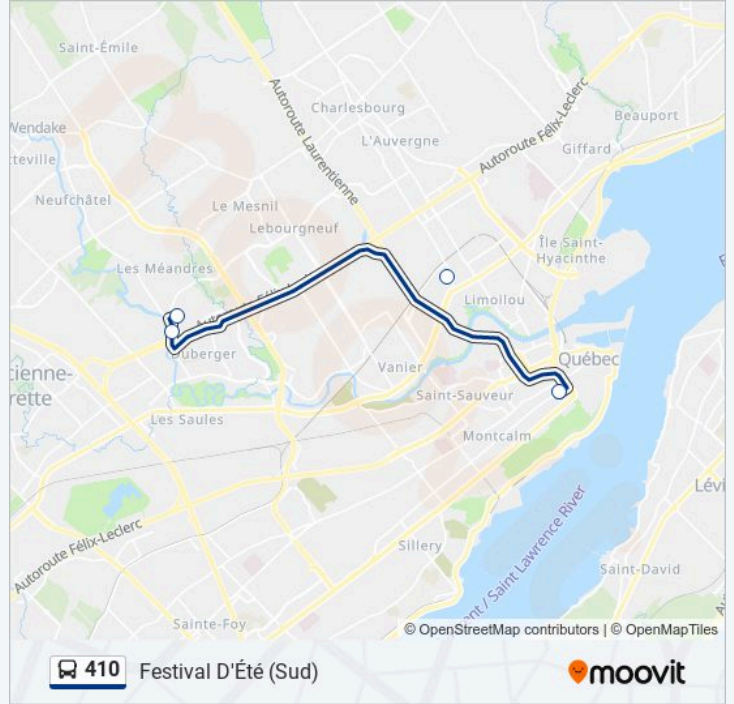 Saint-Émile
Charlesbourg
Autoroute Laurentienne
L'Auvergne
Autoroute Félix-Leclerc
Beauport
Giffard
Wendake
tteville
Neufchâtel
Le Mesnil
Lebourgneuf
Île Saint-
Hyacinthe
Les Méandres
Limoilou
Québec
cienne-
rette
Vanier
Saint-Sauveur
Les Saules
Montcalm
Lévi
Autoroute Félix-Leclerc
Sillery
ent / Saint Lawrence River
Saint-David
Sainte-Foy
© OpenStreetMap contributors | © OpenMapTiles
410 Festival D'Été (Sud)
moovit